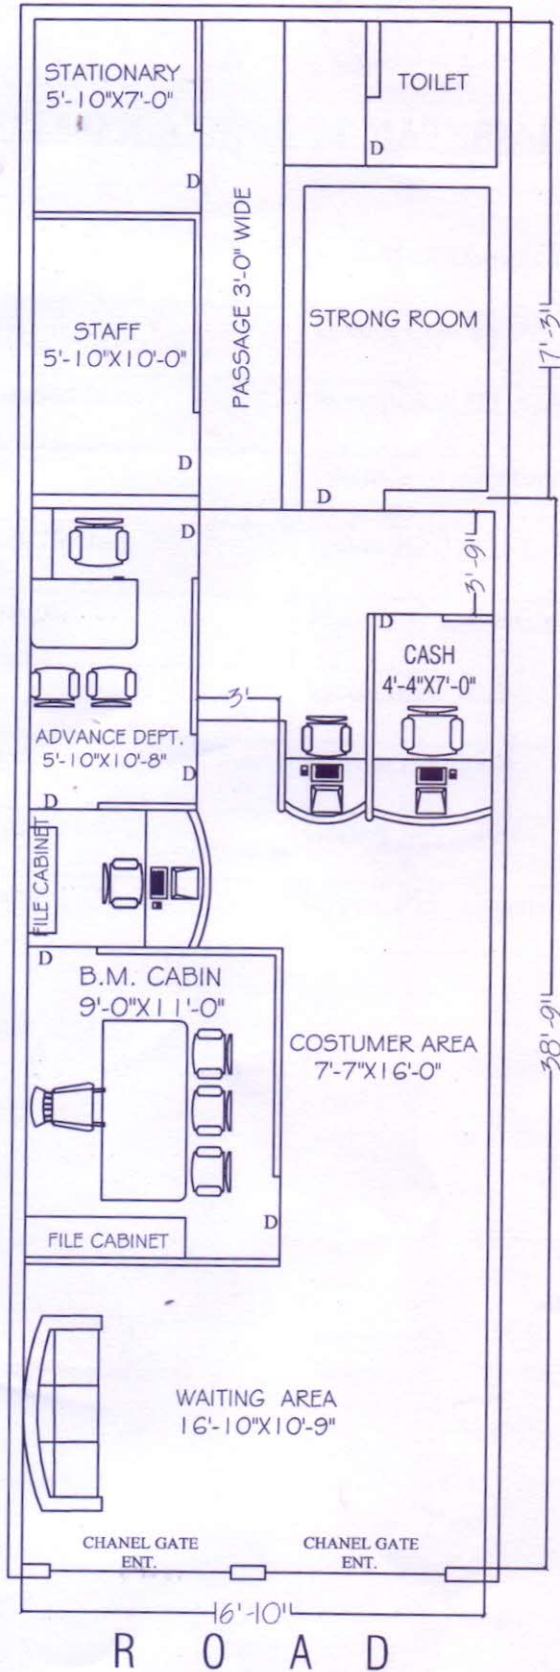 STATIONARY
5'-10"X7'-0"
TOILET
D
D
PASSAGE 3'-0" WIDE
STAFF
5'-10"X10'-0"
STRONG ROOM
17'-3"
D
D
D
3'-9"
D
CASH
4'-4"X7'-0"
3'
ADVANCE DEPT.
5'-10"X10'-8"
D
D
FILE CABINET
D
B.M. CABIN
9'-0"X11'-0"
COSTUMER AREA
7'-7"X16'-0"
38'-9"
D
FILE CABINET
WAITING AREA
16'-10"X10'-9"
CHANEL GATE
ENT.
CHANEL GATE
ENT.
16'-10"
ROAD